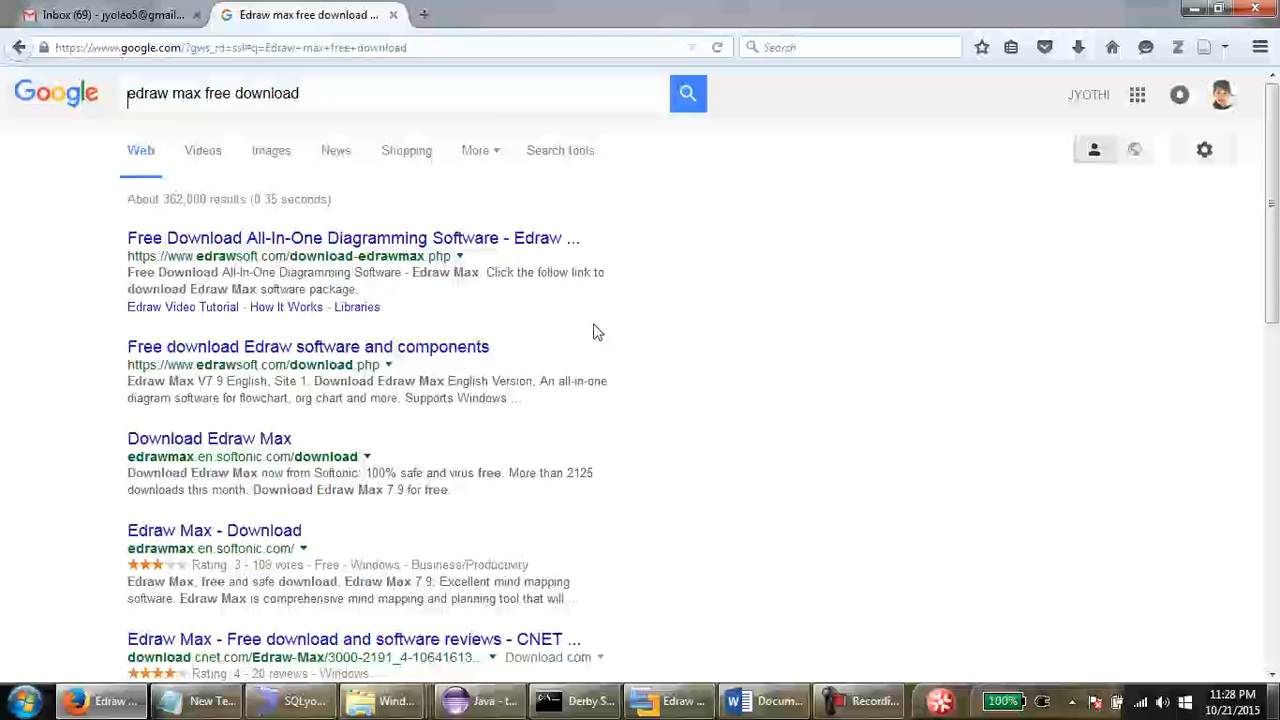 Inbox (69) - jyoleo5@gmail...
Edraw max free download ...
https://www.google.com/?gws_rd=ssl#q=Edraw+max+free+download
Search
Google
edraw max free download
JYOTHI
Web Videos Images News Shopping More Search tools
About 362,000 results (0.35 seconds)
Free Download All-In-One Diagramming Software - Edraw ...
https://www.edrawsoft.com/download-edrawmax.php
Free Download All-In-One Diagramming Software - Edraw Max. Click the follow link to
download Edraw Max software package.
Edraw Video Tutorial - How It Works - Libraries
Free download Edraw software and components
https://www.edrawsoft.com/download.php
Edraw Max V7.9 English, Site 1. Download Edraw Max English Version, An all-in-one
diagram software for flowchart, org chart and more. Supports Windows ...
Download Edraw Max
edrawmax.en.softonic.com/download
Download Edraw Max now from Softonic: 100% safe and virus free. More than 2125
downloads this month. Download Edraw Max 7.9 for free.
Edraw Max - Download
edrawmax.en.softonic.com/
Rating: 3 - 108 votes - Free - Windows - Business/Productivity
Edraw Max, free and safe download. Edraw Max 7.9: Excellent mind mapping
software. Edraw Max is comprehensive mind mapping and planning tool that will ...
Edraw Max - Free download and software reviews - CNET ...
download.cnet.com/Edraw-Max/3000-2191_4-10641613... Download.com
Rating: 4 - 20 reviews - Windows
Edraw ... New Te... SQLyo... Wind... Java - t... Derby S... Edraw ... Docum... Recordi... 100% 11:28 PM
10/21/2015